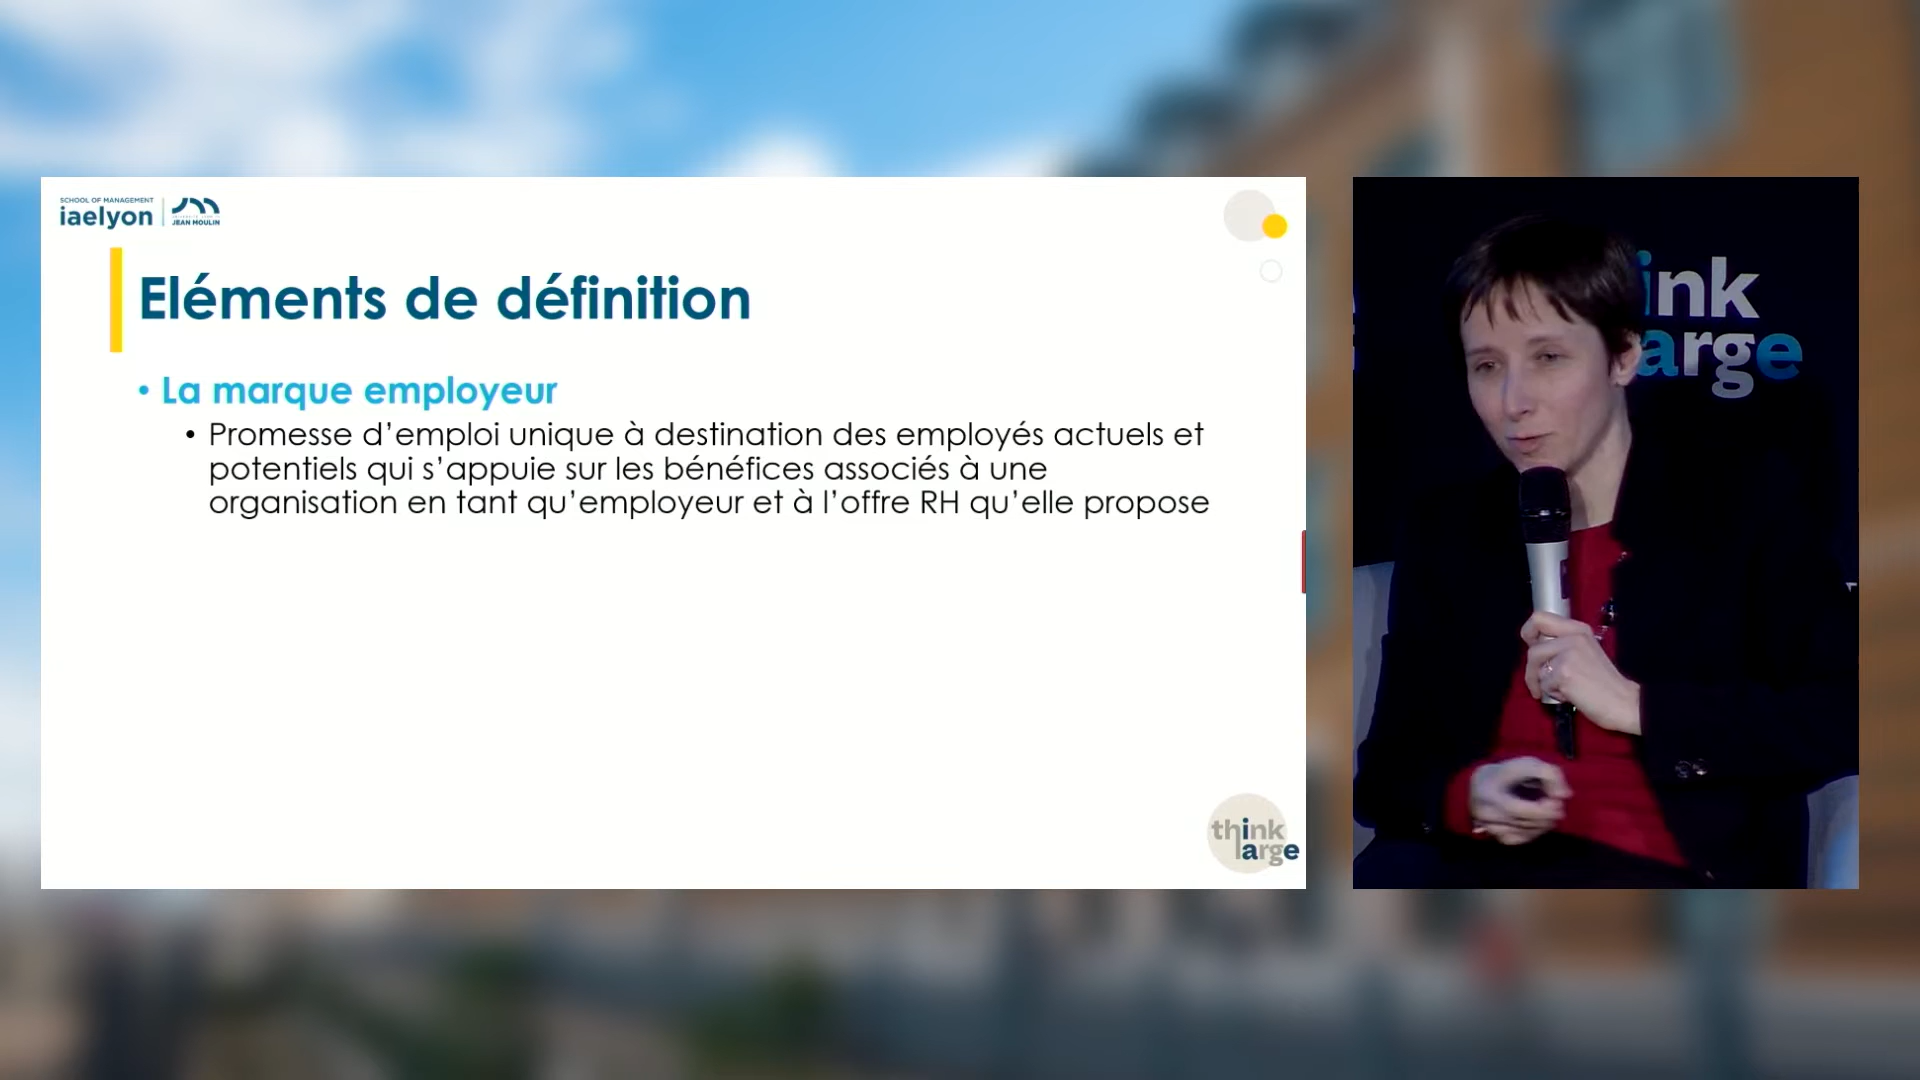 SCHOOL OF MANAGEMENT
iaelyon
JEAN MOULIN
Eléments de définition
• La marque employeur
• Promesse d’emploi unique à destination des employés actuels et
potentiels qui s’appuie sur les bénéfices associés à une
organisation en tant qu’employeur et à l’offre RH qu’elle propose
think
large
ink
arge